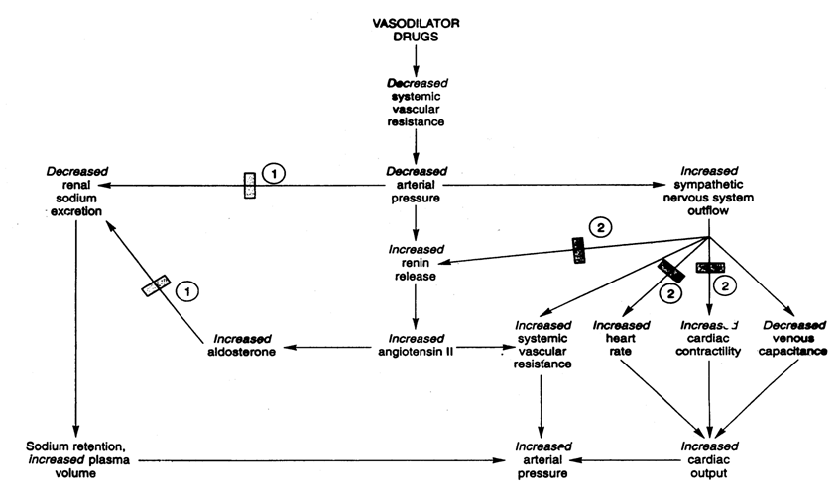 VASODILATOR
DRUGS
Decreased
systemic
vascular
resistance
1
Decreased
renal
sodium
excretion
Decreased
arterial
pressure
Increased
sympathetic
nervous system
outflow
2
Increased
renin
release
1
2
2
Increased
aldosterone
Increased
angiotensin II
Increased
systemic
vascular
resistance
Increased
heart
rate
Increased
cardiac
contractility
Decreased
venous
capacitance
Sodium retention,
increased plasma
volume
Increased
arterial
pressure
Increased
cardiac
output